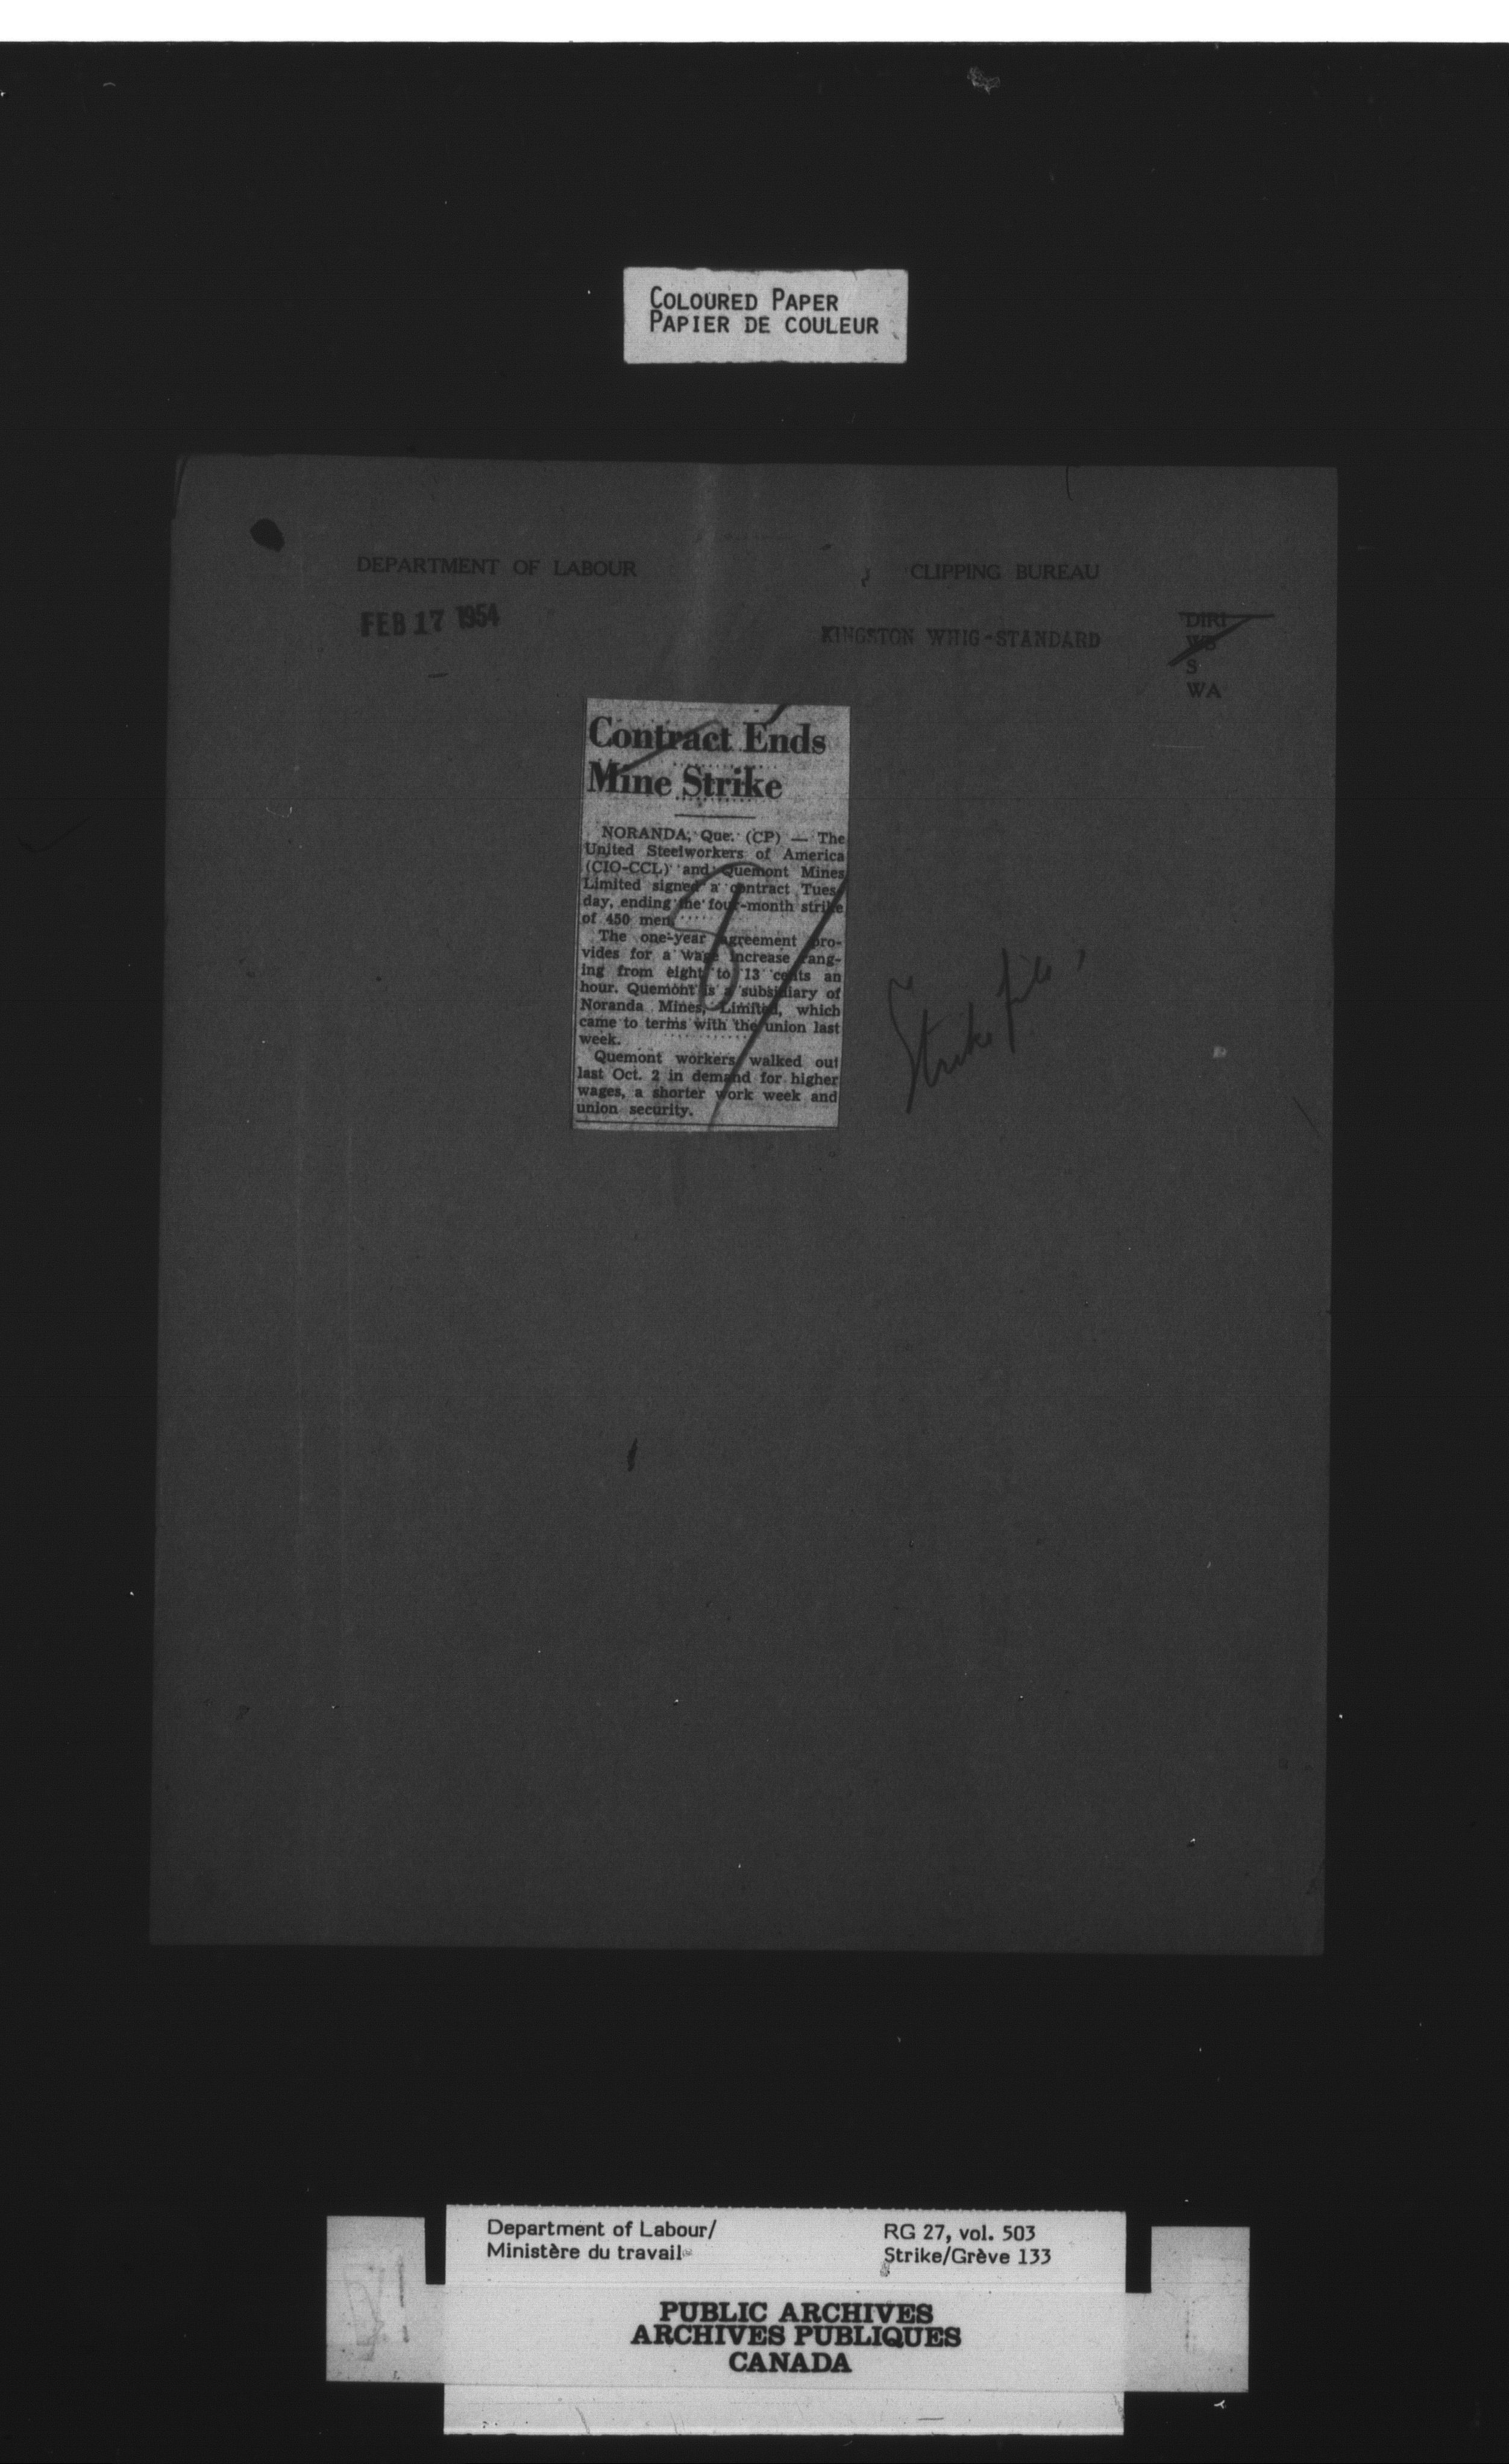 COLOURED PAPER
PAPIER DE COULEUR
DEPARTMENT OF LABOUR
CLIPPING BUREAU
FEB 17 1954
KINGSTON WHIG-STANDARD
DIRI
WB
S
WA
Contract Ends
Mine Strike
NORANDA, Que. (CP) — The
United Steelworkers of America
(CIO-CCL) and Quemont Mines
Limited signed a contract Tues-
day, ending the four-month strike
of 450 men.
The one-year agreement pro-
vides for a wage increase rang-
ing from eight to 13 cents an
hour. Quemont is a subsidiary of
Noranda Mines, Limited, which
came to terms with the union last
week.
Quemont workers walked out
last Oct. 2 in demand for higher
wages, a shorter work week and
union security.
Strike file
Department of Labour/
Ministère du travail
RG 27, vol. 503
Strike/Grève 133
PUBLIC ARCHIVES
ARCHIVES PUBLIQUES
CANADA